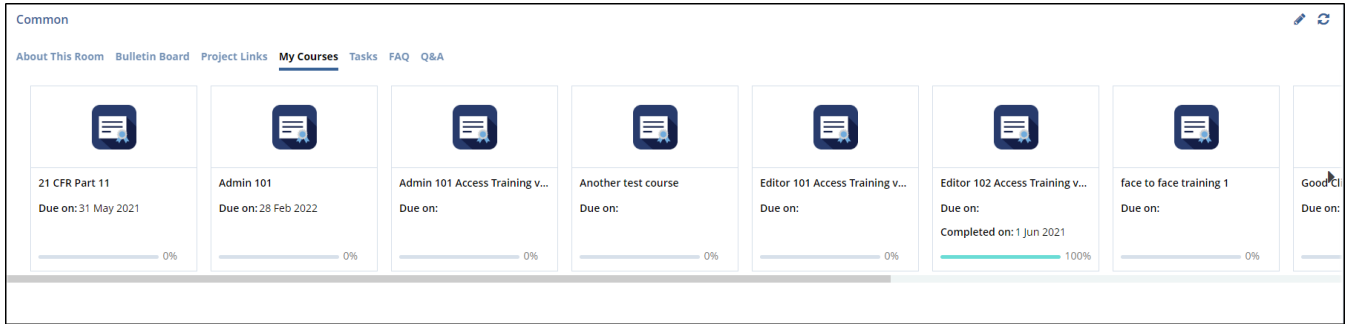 Common
About This Room Bulletin Board Project Links My Courses Tasks FAQ Q&A
21 CFR Part 11
Due on: 31 May 2021
0%
Admin 101
Due on: 28 Feb 2022
0%
Admin 101 Access Training v...
Due on:
0%
Another test course
Due on:
0%
Editor 101 Access Training v...
Due on:
0%
Editor 102 Access Training v...
Due on:
Completed on: 1 Jun 2021
100%
face to face training 1
Due on:
0%
Good
Due on: